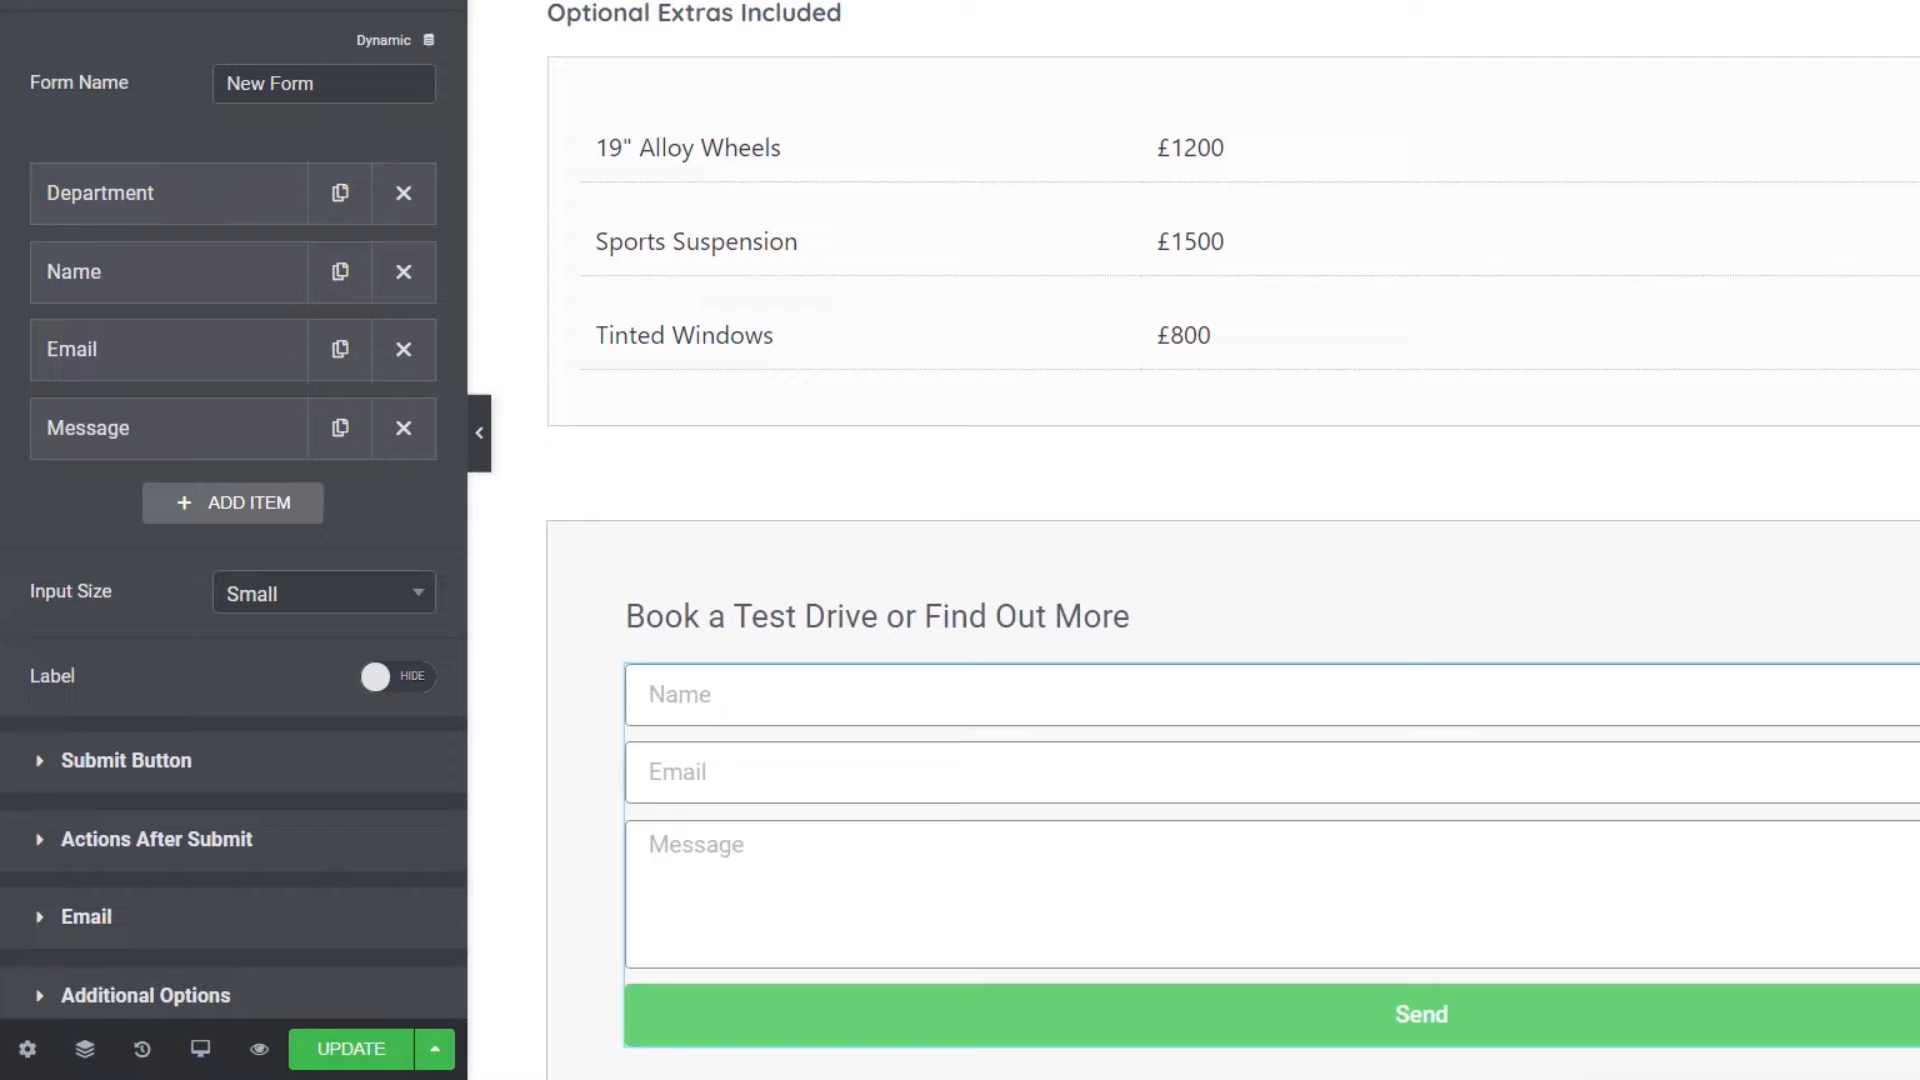 Dynamic
Form Name
New Form
Department
Name
Email
Message
+ ADD ITEM
Input Size
Small
Label
HIDE
Submit Button
Actions After Submit
Email
Additional Options
UPDATE
Optional Extras Included
19" Alloy Wheels £1200
Sports Suspension £1500
Tinted Windows £800
Book a Test Drive or Find Out More
Name
Email
Message
Send